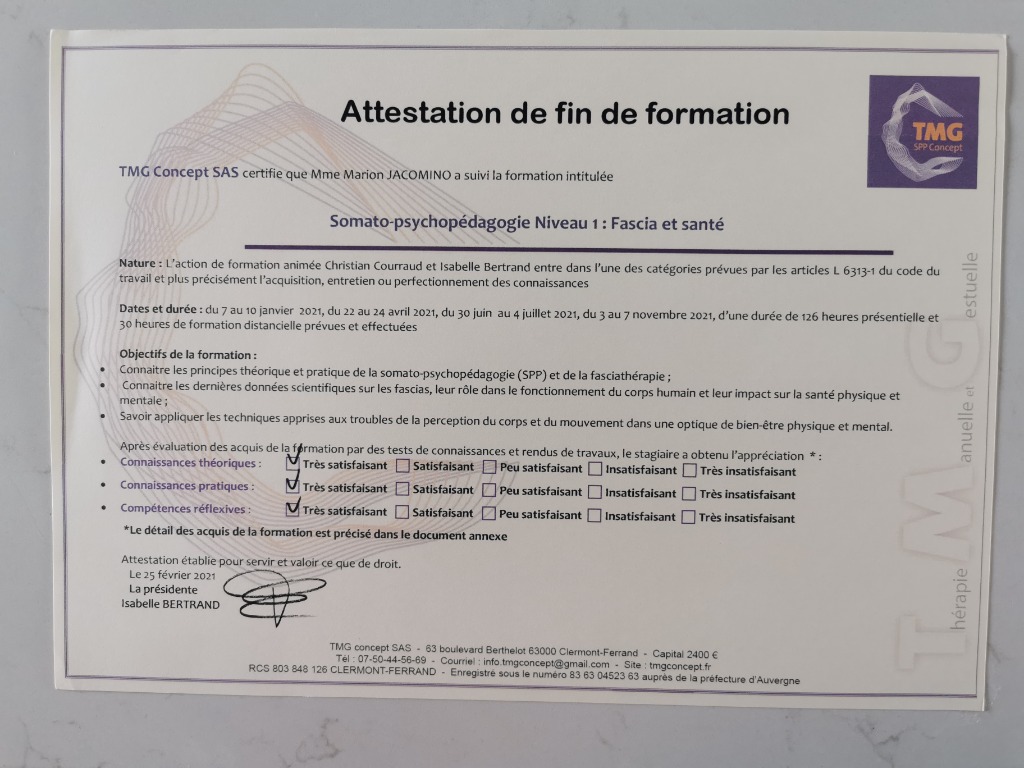 Attestation de fin de formation
TMG
SPP Concept
TMG Concept SAS certifie que Mme Marion JACOMINO a suivi la formation intitulée
Somato-psychopédagogie Niveau 1 : Fascia et santé
Nature : L'action de formation animée Christian Courraud et Isabelle Bertrand entre dans l'une des catégories prévues par les articles L 6313-1 du code du
travail et plus précisément l'acquisition, entretien ou perfectionnement des connaissances
Dates et durée : du 7 au 10 janvier 2021, du 22 au 24 avril 2021, du 30 juin au 4 juillet 2021, du 3 au 7 novembre 2021, d'une durée de 126 heures présentielle et
30 heures de formation distancielle prévues et effectuées
Objectifs de la formation :
• Connaitre les principes théorique et pratique de la somato-psychopédagogie (SPP) et de la fasciathérapie ;
• Connaitre les dernières données scientifiques sur les fascias, leur rôle dans le fonctionnement du corps humain et leur impact sur la santé physique et
mentale ;
• Savoir appliquer les techniques apprises aux troubles de la perception du corps et du mouvement dans une optique de bien-être physique et mental.
Après évaluation des acquis de la formation par des tests de connaissances et rendus de travaux, le stagiaire a obtenu l'appréciation * :
• Connaissances théoriques : ☑ Très satisfaisant ☐ Satisfaisant ☐ Peu satisfaisant ☐ Insatisfaisant ☐ Très insatisfaisant
• Connaissances pratiques : ☑ Très satisfaisant ☐ Satisfaisant ☐ Peu satisfaisant ☐ Insatisfaisant ☐ Très insatisfaisant
• Compétences réflexives : ☑ Très satisfaisant ☐ Satisfaisant ☐ Peu satisfaisant ☐ Insatisfaisant ☐ Très insatisfaisant
*Le détail des acquis de la formation est précisé dans le document annexe
Attestation établie pour servir et valoir ce que de droit.
Le 25 février 2021
La présidente
Isabelle BERTRAND
Thérapie Manuelle et Gestuelle
TMG concept SAS - 63 boulevard Berthelot 63000 Clermont-Ferrand - Capital 2400 €
Tél : 07-50-44-56-69 - Courriel : info.tmgconcept@gmail.com - Site : tmgconcept.fr
RCS 803 848 126 CLERMONT-FERRAND - Enregistré sous le numéro 83 63 04523 63 auprès de la préfecture d'Auvergne